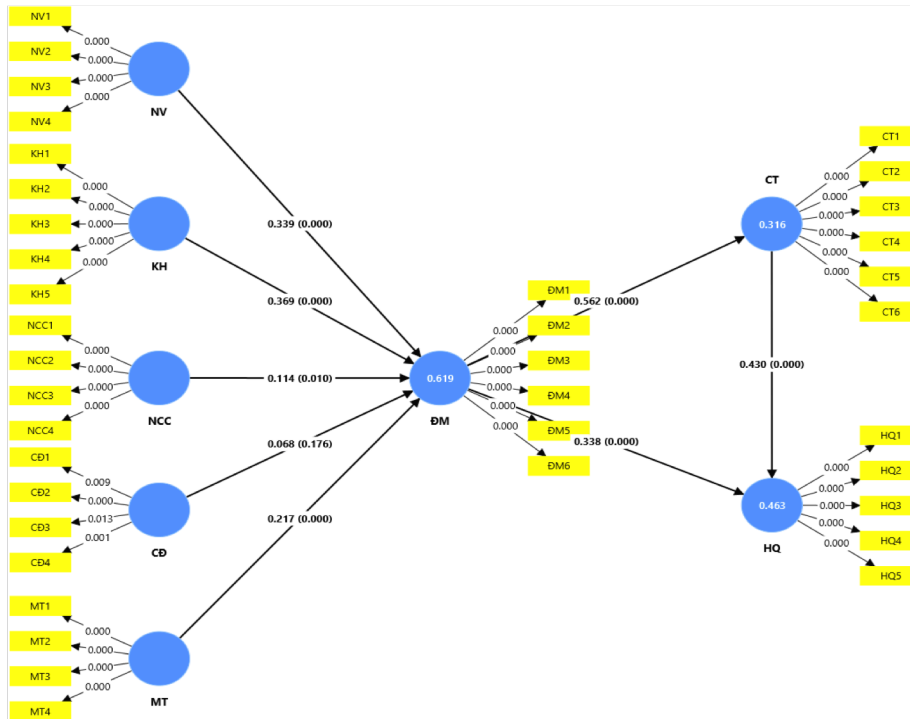 NV1
NV2
NV3
NV4
0.000
0.000
0.000
0.000
NV
KH1
KH2
KH3
KH4
KH5
0.000
0.000
0.000
0.000
0.000
KH
NCC1
NCC2
NCC3
NCC4
0.000
0.000
0.000
0.000
NCC
CĐ1
CĐ2
CĐ3
CĐ4
0.009
0.000
0.013
0.001
CĐ
MT1
MT2
MT3
MT4
0.000
0.000
0.000
0.000
MT
0.339 (0.000)
0.369 (0.000)
0.114 (0.010)
0.068 (0.176)
0.217 (0.000)
0.619
ĐM
0.000
0.000
0.000
0.000
0.000
0.000
ĐM1
ĐM2
ĐM3
ĐM4
ĐM5
ĐM6
0.562 (0.000)
0.338 (0.000)
CT
0.316
0.000
0.000
0.000
0.000
0.000
0.000
CT1
CT2
CT3
CT4
CT5
CT6
0.430 (0.000)
0.463
HQ
0.000
0.000
0.000
0.000
0.000
HQ1
HQ2
HQ3
HQ4
HQ5